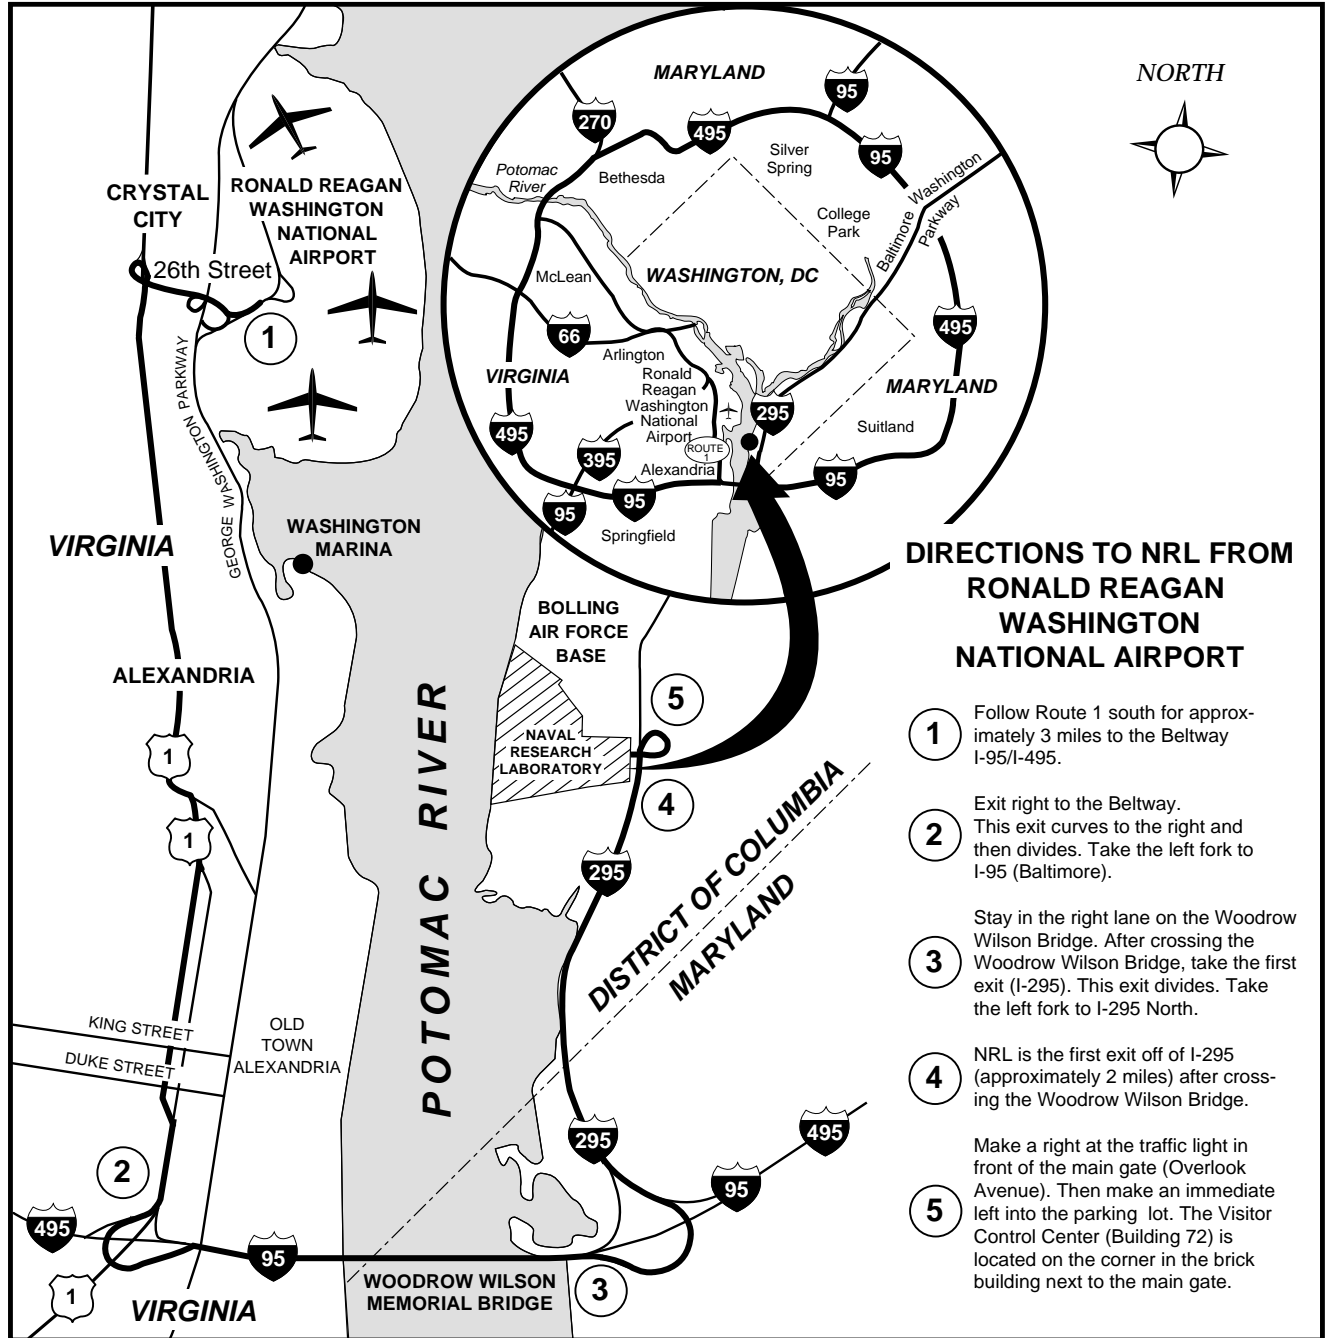 NORTH
MARYLAND
95
270
495
95
Silver
Spring
Potomac
River
Bethesda
Washington
Baltimore
Parkway
College
Park
WASHINGTON, DC
McLean
66
495
Arlington
VIRGINIA
Ronald
Reagan
Washington
National
Airport
MARYLAND
295
Suitland
495
395
ROUTE
1
Alexandria
95
95
95
Springfield
CRYSTAL
CITY
RONALD REAGAN
WASHINGTON
NATIONAL
AIRPORT
26th Street
1
GEORGE WASHINGTON PARKWAY
WASHINGTON
MARINA
VIRGINIA
ALEXANDRIA
1
1
BOLLING
AIR FORCE
BASE
5
NAVAL
RESEARCH
LABORATORY
4
POTOMAC RIVER
295
DISTRICT OF COLUMBIA
MARYLAND
KING STREET
DUKE STREET
OLD
TOWN
ALEXANDRIA
2
295
495
95
495
95
1
VIRGINIA
WOODROW WILSON
MEMORIAL BRIDGE
3
DIRECTIONS TO NRL FROM
RONALD REAGAN
WASHINGTON
NATIONAL AIRPORT
1
Follow Route 1 south for approx-
imately 3 miles to the Beltway
I-95/I-495.
2
Exit right to the Beltway.
This exit curves to the right and
then divides. Take the left fork to
I-95 (Baltimore).
3
Stay in the right lane on the Woodrow
Wilson Bridge. After crossing the
Woodrow Wilson Bridge, take the first
exit (I-295). This exit divides. Take
the left fork to I-295 North.
4
NRL is the first exit off of I-295
(approximately 2 miles) after cross-
ing the Woodrow Wilson Bridge.
5
Make a right at the traffic light in
front of the main gate (Overlook
Avenue). Then make an immediate
left into the parking lot. The Visitor
Control Center (Building 72) is
located on the corner in the brick
building next to the main gate.